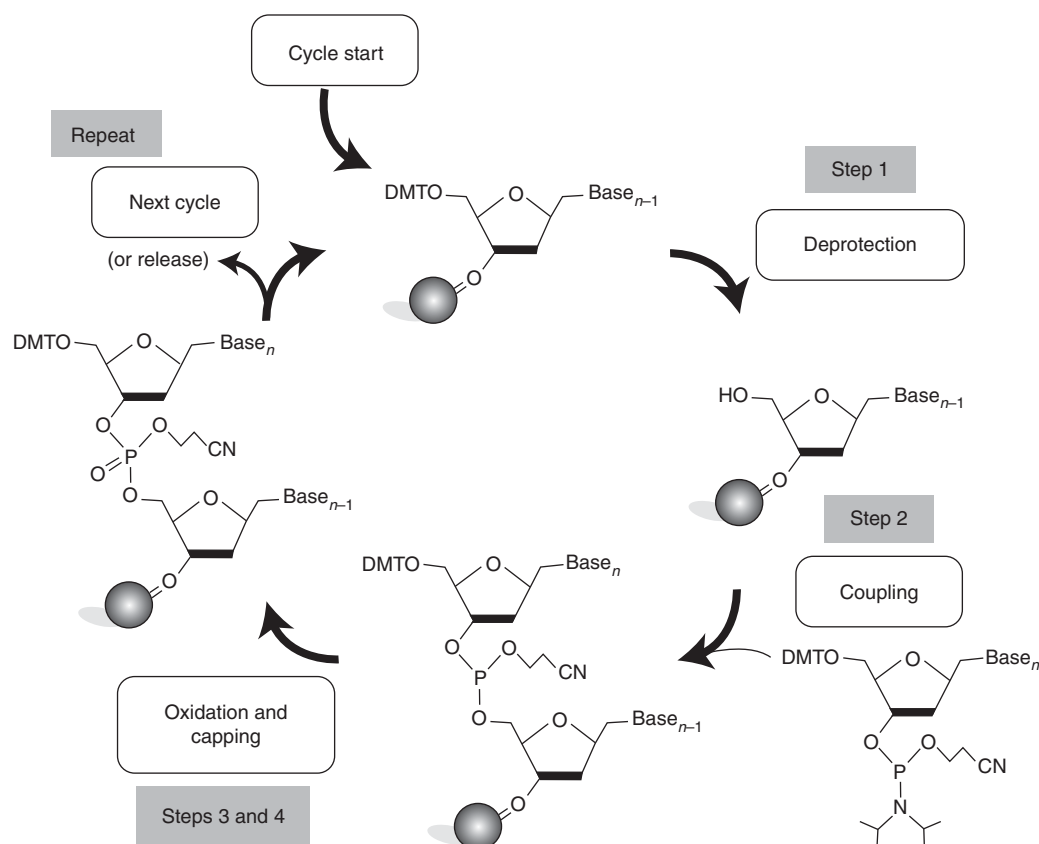 Cycle start
Repeat
Next cycle
(or release)
DMTO
O
Base n–1
O
Step 1
Deprotection
HO
O
Base n–1
O
Step 2
Coupling
DMTO
O
Base n
O
O
P
CN
N
DMTO
O
Base n
O
O
P
CN
O
O
Base n–1
O
Oxidation and
capping
Steps 3 and 4
DMTO
O
Base n
O
O
P
CN
O
O
O
Base n–1
O